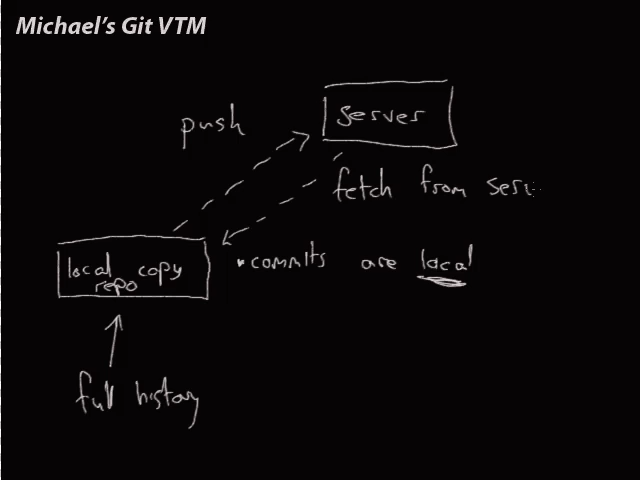 Michael's Git VTM
push
server
fetch from
local copy
repo
•commits are local
full history